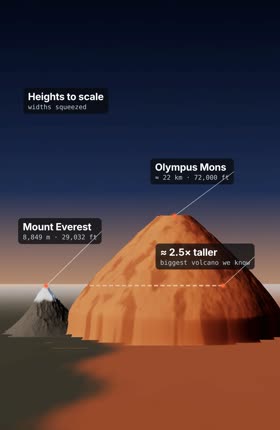 Heights to scale
widths squeezed
Olympus Mons
≈ 22 km · 72,000 ft
Mount Everest
8,849 m · 29,032 ft
≈ 2.5× taller
biggest volcano we know